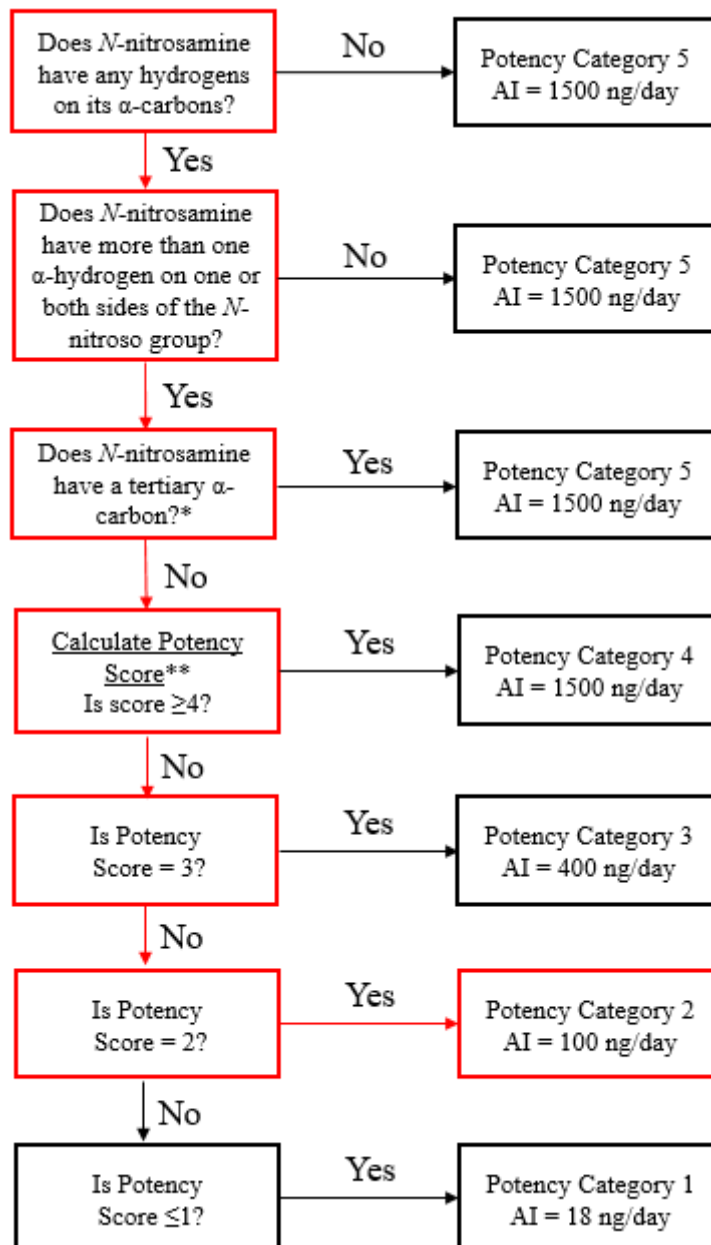 Does N-nitrosamine
have any hydrogens
on its α-carbons?
No
Potency Category 5
AI = 1500 ng/day
Yes
Does N-nitrosamine
have more than one
α-hydrogen on one or
both sides of the N-
nitroso group?
No
Potency Category 5
AI = 1500 ng/day
Yes
Does N-nitrosamine
have a tertiary α-
carbon?*
Yes
Potency Category 5
AI = 1500 ng/day
No
Calculate Potency
Score**
Is score ≥4?
Yes
Potency Category 4
AI = 1500 ng/day
No
Is Potency
Score = 3?
Yes
Potency Category 3
AI = 400 ng/day
No
Is Potency
Score = 2?
Yes
Potency Category 2
AI = 100 ng/day
No
Is Potency
Score ≤1?
Yes
Potency Category 1
AI = 18 ng/day